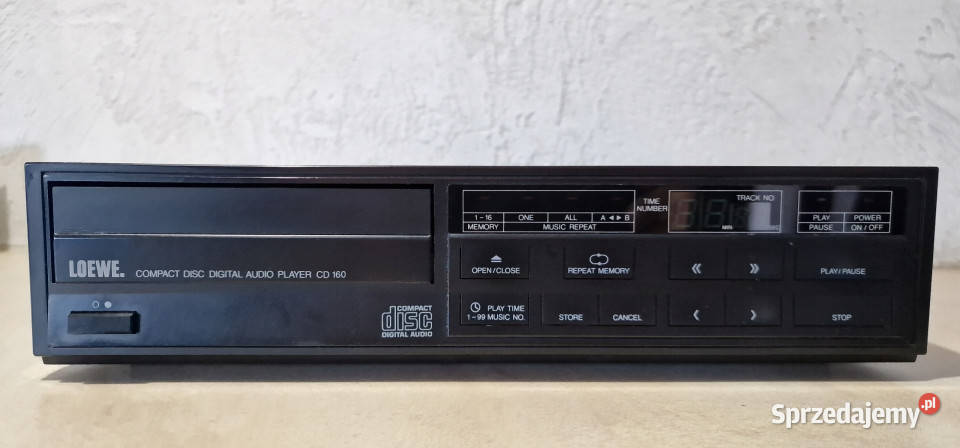 TRACK NO
TIME
NUMBER
MIN SEC
1-16 ONE ALL A ◄► B
MEMORY MUSIC REPEAT
PLAY POWER
PAUSE ON / OFF
LOEWE. COMPACT DISC DIGITAL AUDIO PLAYER CD 160
OPEN/CLOSE
REPEAT MEMORY
PLAY/PAUSE
COMPACT
disc
DIGITAL AUDIO
PLAY TIME
1-99 MUSIC NO.
STORE
CANCEL
STOP
Sprzedajemy.pl